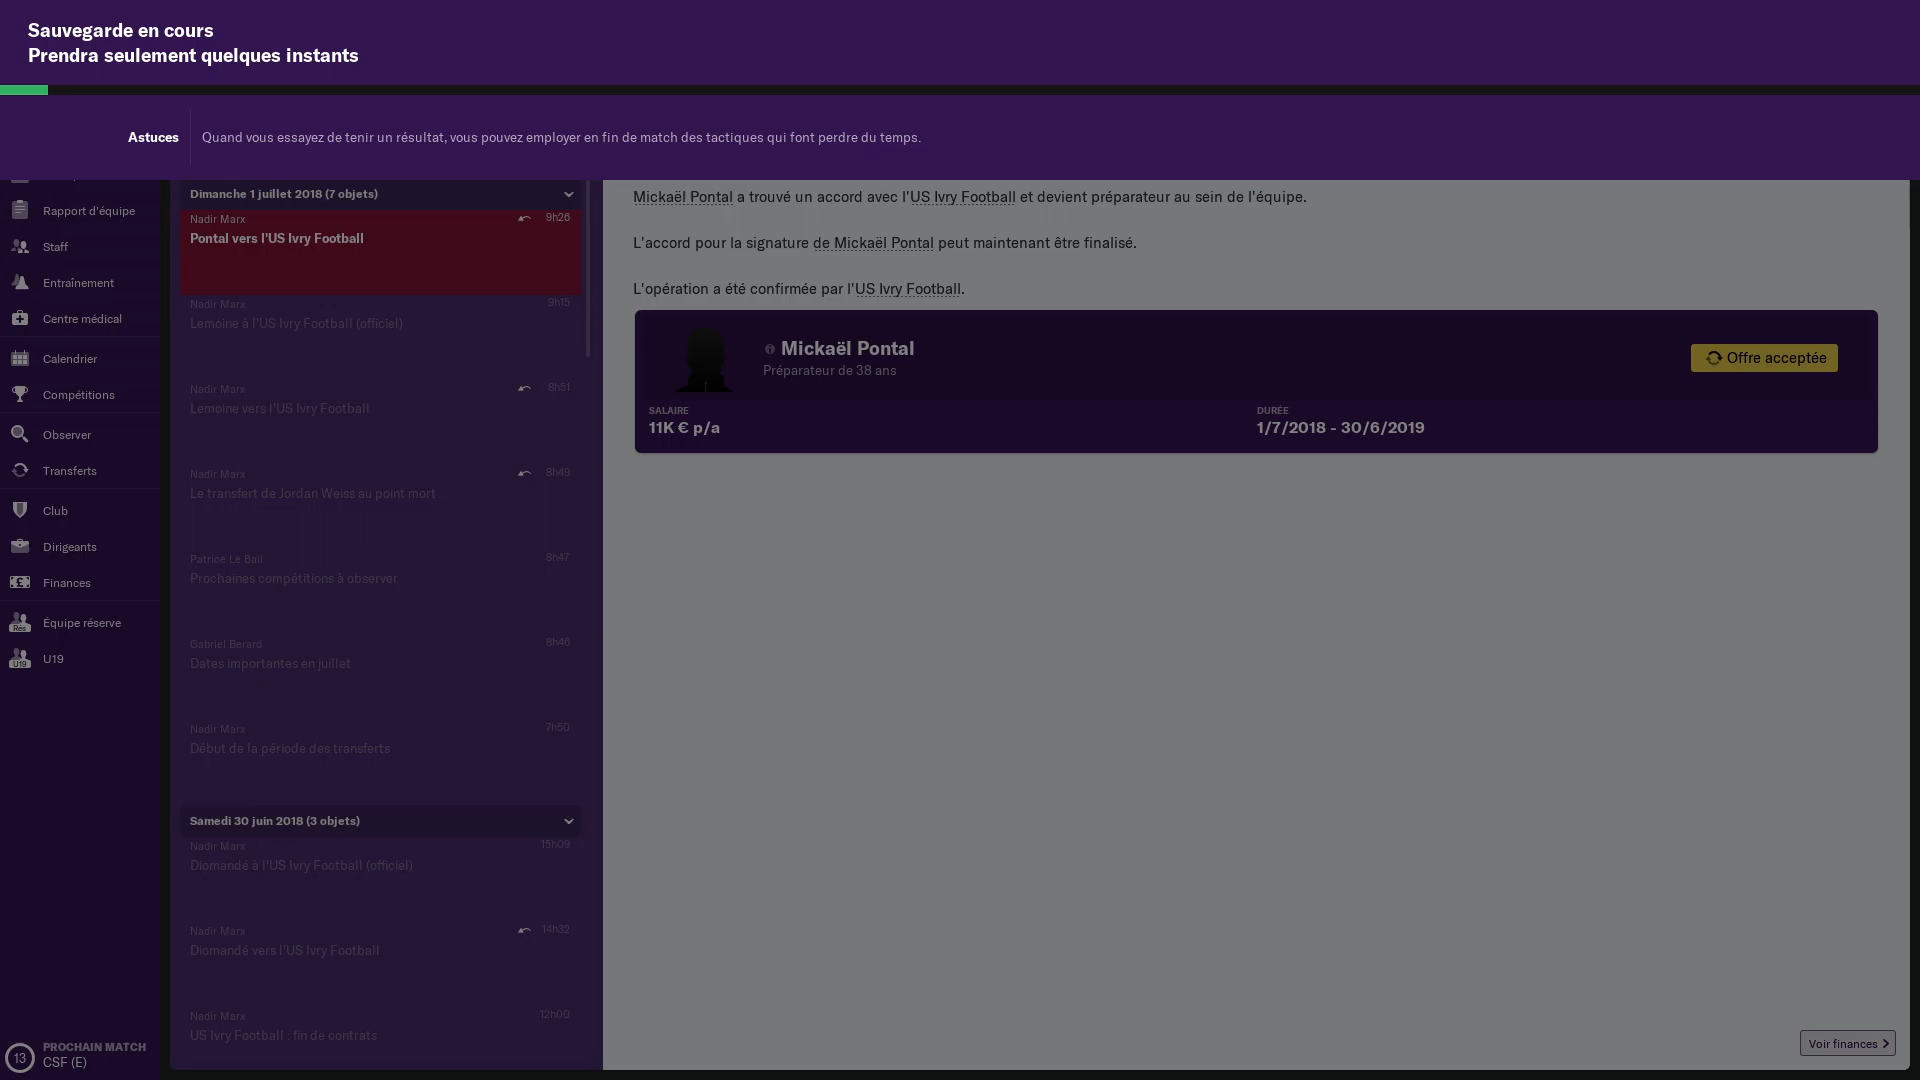 Sauvegarde en cours
Prendra seulement quelques instants
Astuces
Quand vous essayez de tenir un résultat, vous pouvez employer en fin de match des tactiques qui font perdre du temps.
Rapport d'équipe
Staff
Entraînement
Centre médical
Calendrier
Compétitions
Observer
Transferts
Club
Dirigeants
Finances
Rés
Équipe réserve
U19
U19
13
PROCHAIN MATCH
CSF (E)
Dimanche 1 juillet 2018 (7 objets)
Nadir Marx 9h26
Pontal vers l'US Ivry Football
Nadir Marx 9h15
Lemoine à l'US Ivry Football (officiel)
Nadir Marx 8h51
Lemoine vers l'US Ivry Football
Nadir Marx 8h49
Le transfert de Jordan Weiss au point mort
Patrice Le Bail 8h47
Prochaines compétitions à observer
Gabriel Berard 8h46
Dates importantes en juillet
Nadir Marx 7h50
Début de la période des transferts
Samedi 30 juin 2018 (3 objets)
Nadir Marx 15h09
Diomandé à l'US Ivry Football (officiel)
Nadir Marx 14h32
Diomandé vers l'US Ivry Football
Nadir Marx 12h00
US Ivry Football : fin de contrats
Mickaël Pontal a trouvé un accord avec l'US Ivry Football et devient préparateur au sein de l'équipe.
L'accord pour la signature de Mickaël Pontal peut maintenant être finalisé.
L'opération a été confirmée par l'US Ivry Football.
Mickaël Pontal
Préparateur de 38 ans
Offre acceptée
SALAIRE
11K € p/a
DURÉE
1/7/2018 - 30/6/2019
Voir finances